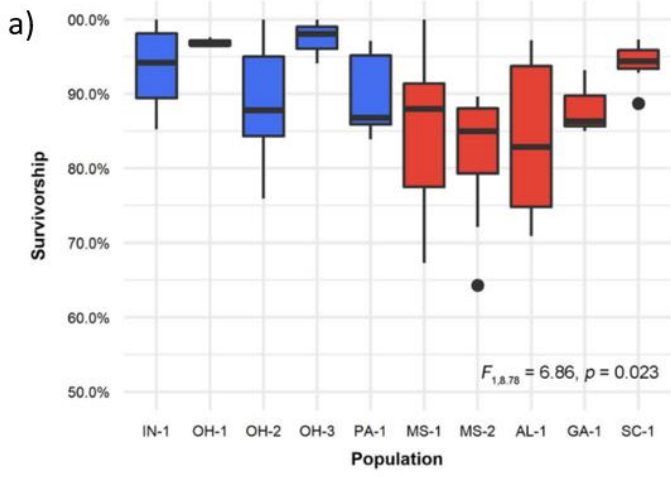 a)
00.0%
90.0%
80.0%
70.0%
60.0%
50.0%
Survivorship
F1,8.78 = 6.86, p = 0.023
IN-1 OH-1 OH-2 OH-3 PA-1 MS-1 MS-2 AL-1 GA-1 SC-1
Population